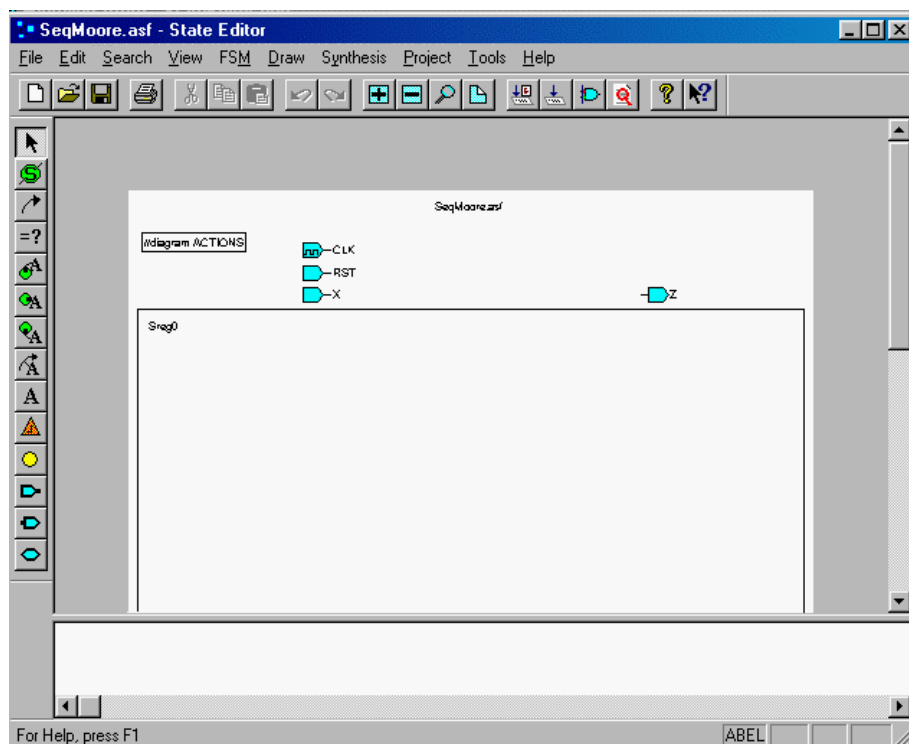 SeqMoore.asf - State Editor
File Edit Search View FSM Draw Synthesis Project Tools Help
SeqMoore.asf
//diagram ACTIONS
CLK
RST
X
Z
Sreg0
S
=?
A
A
A
A
A
For Help, press F1
ABEL